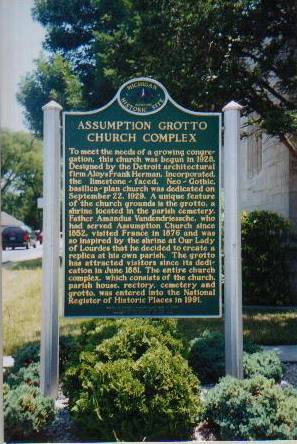 MICHIGAN
HISTORIC SITE
ASSUMPTION GROTTO
CHURCH COMPLEX
To meet the needs of a growing congre-
gation, this church was begun in 1928.
Designed by the Detroit architectural
firm Aloys Frank Herman, Incorporated,
the limestone-faced, Neo-Gothic,
basilica-plan church was dedicated on
September 22, 1929. A unique feature
of the church grounds is the grotto, a
shrine located in the parish cemetery.
Father Amandus Vandendriessche, who
had served Assumption Church since
1852, visited France in 1876 and was
so inspired by the shrine at Our Lady
of Lourdes that he decided to create a
replica at his own parish. The grotto
has attracted visitors since its dedi-
cation in June 1881. The entire church
complex, which consists of the church,
parish house, rectory, cemetery and
grotto, was entered into the National
Register of Historic Places in 1991.